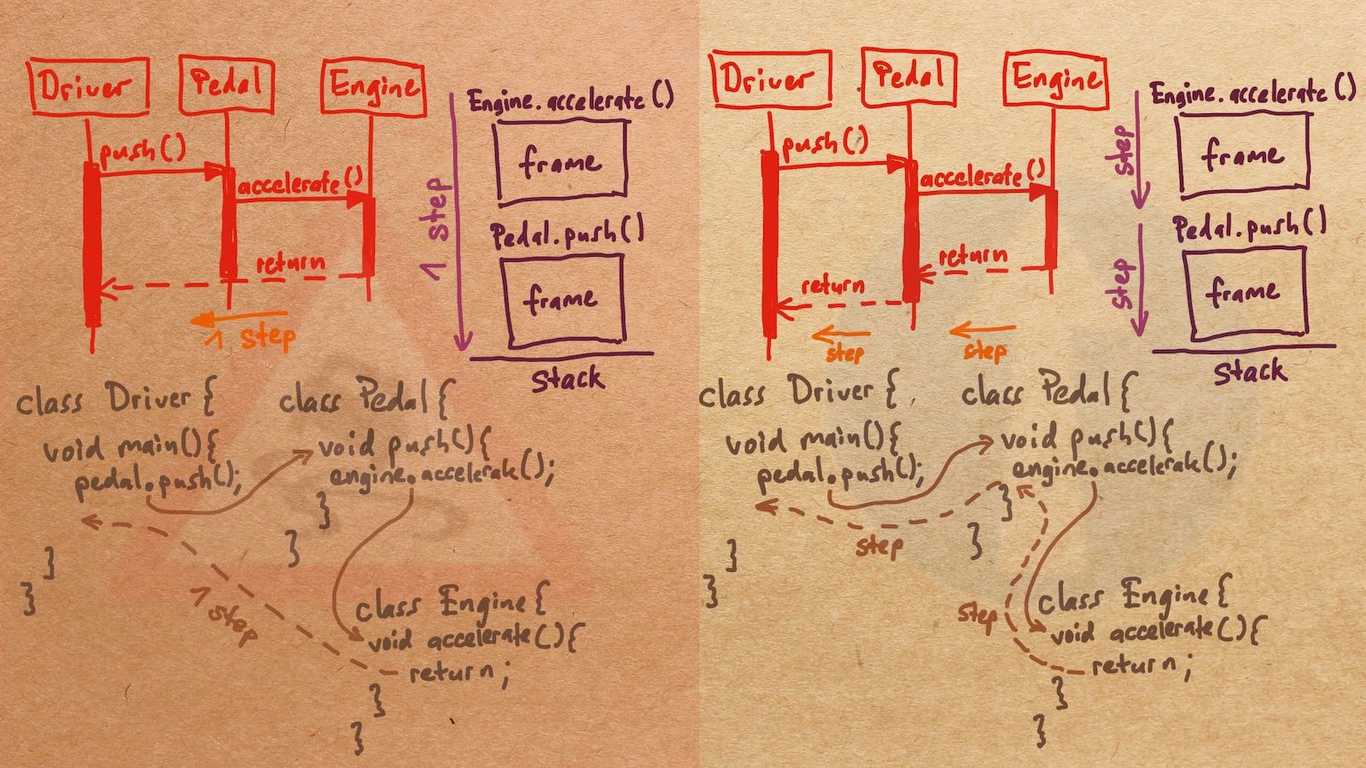 Driver Pedal Engine
Engine.accelerate()
push()
frame
accelerate()
1 step
Pedal.push()
return
frame
1 step
Stack
class Driver {
class Pedal {
void main(){
void push(){
pedal.push();
engine.accelerate();
}
}
}
}
1 step
class Engine {
void accelerate(){
return;
}
}
Driver Pedal Engine
Engine.accelerate()
push()
step
frame
accelerate()
Pedal.push()
return
step
return
frame
step step
Stack
class Driver {
class Pedal {
void main(){
void push(){
pedal.push();
engine.accelerate();
}
}
step
}
}
class Engine {
step
void accelerate(){
return;
}
}